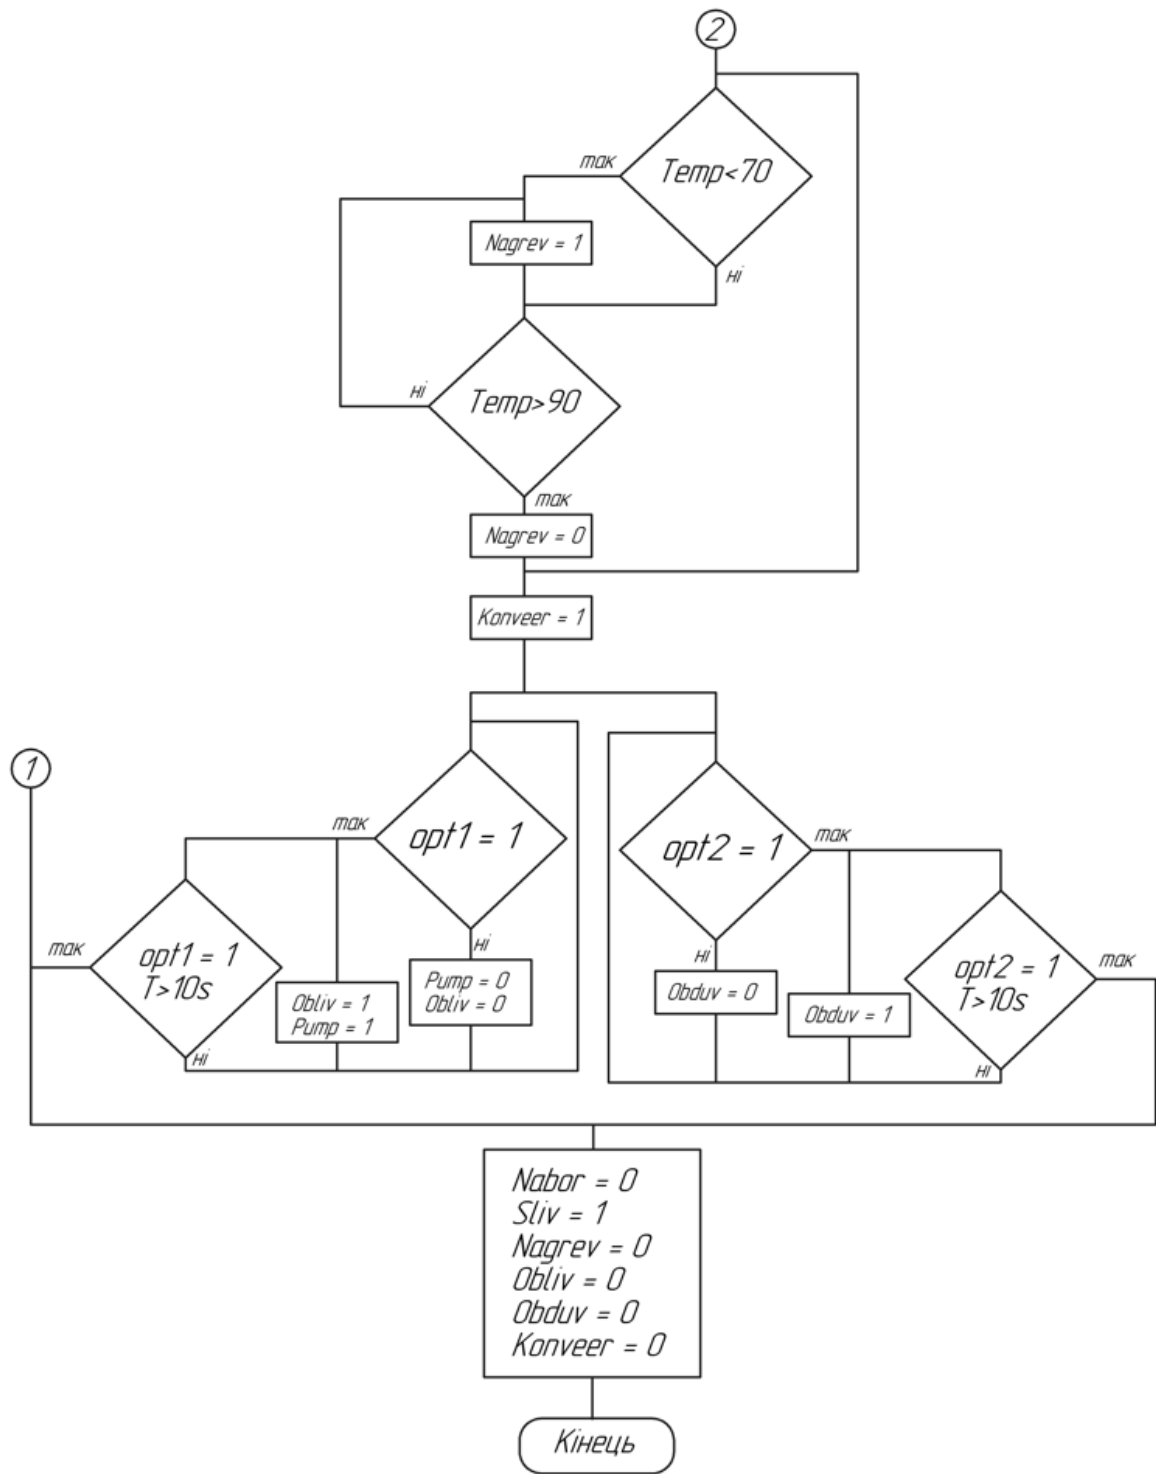 2
Temp<70
так
Nagrev = 1
ні
Temp>90
ні
так
Nagrev = 0
Konveer = 1
1
opt1 = 1
так
opt2 = 1
так
opt1 = 1
T>10s
так
ні
Pump = 0
Obliv = 0
Obliv = 1
Pump = 1
ні
ні
Obduv = 0
Obduv = 1
opt2 = 1
T>10s
так
ні
Nabor = 0
Sliv = 1
Nagrev = 0
Obliv = 0
Obduv = 0
Konveer = 0
Кінець